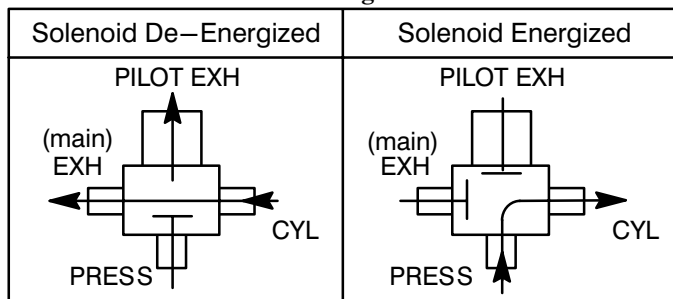 Solenoid De–Energized
Solenoid Energized
PILOT EXH
(main)
EXH
CYL
PRESS
PILOT EXH
(main)
EXH
CYL
PRESS